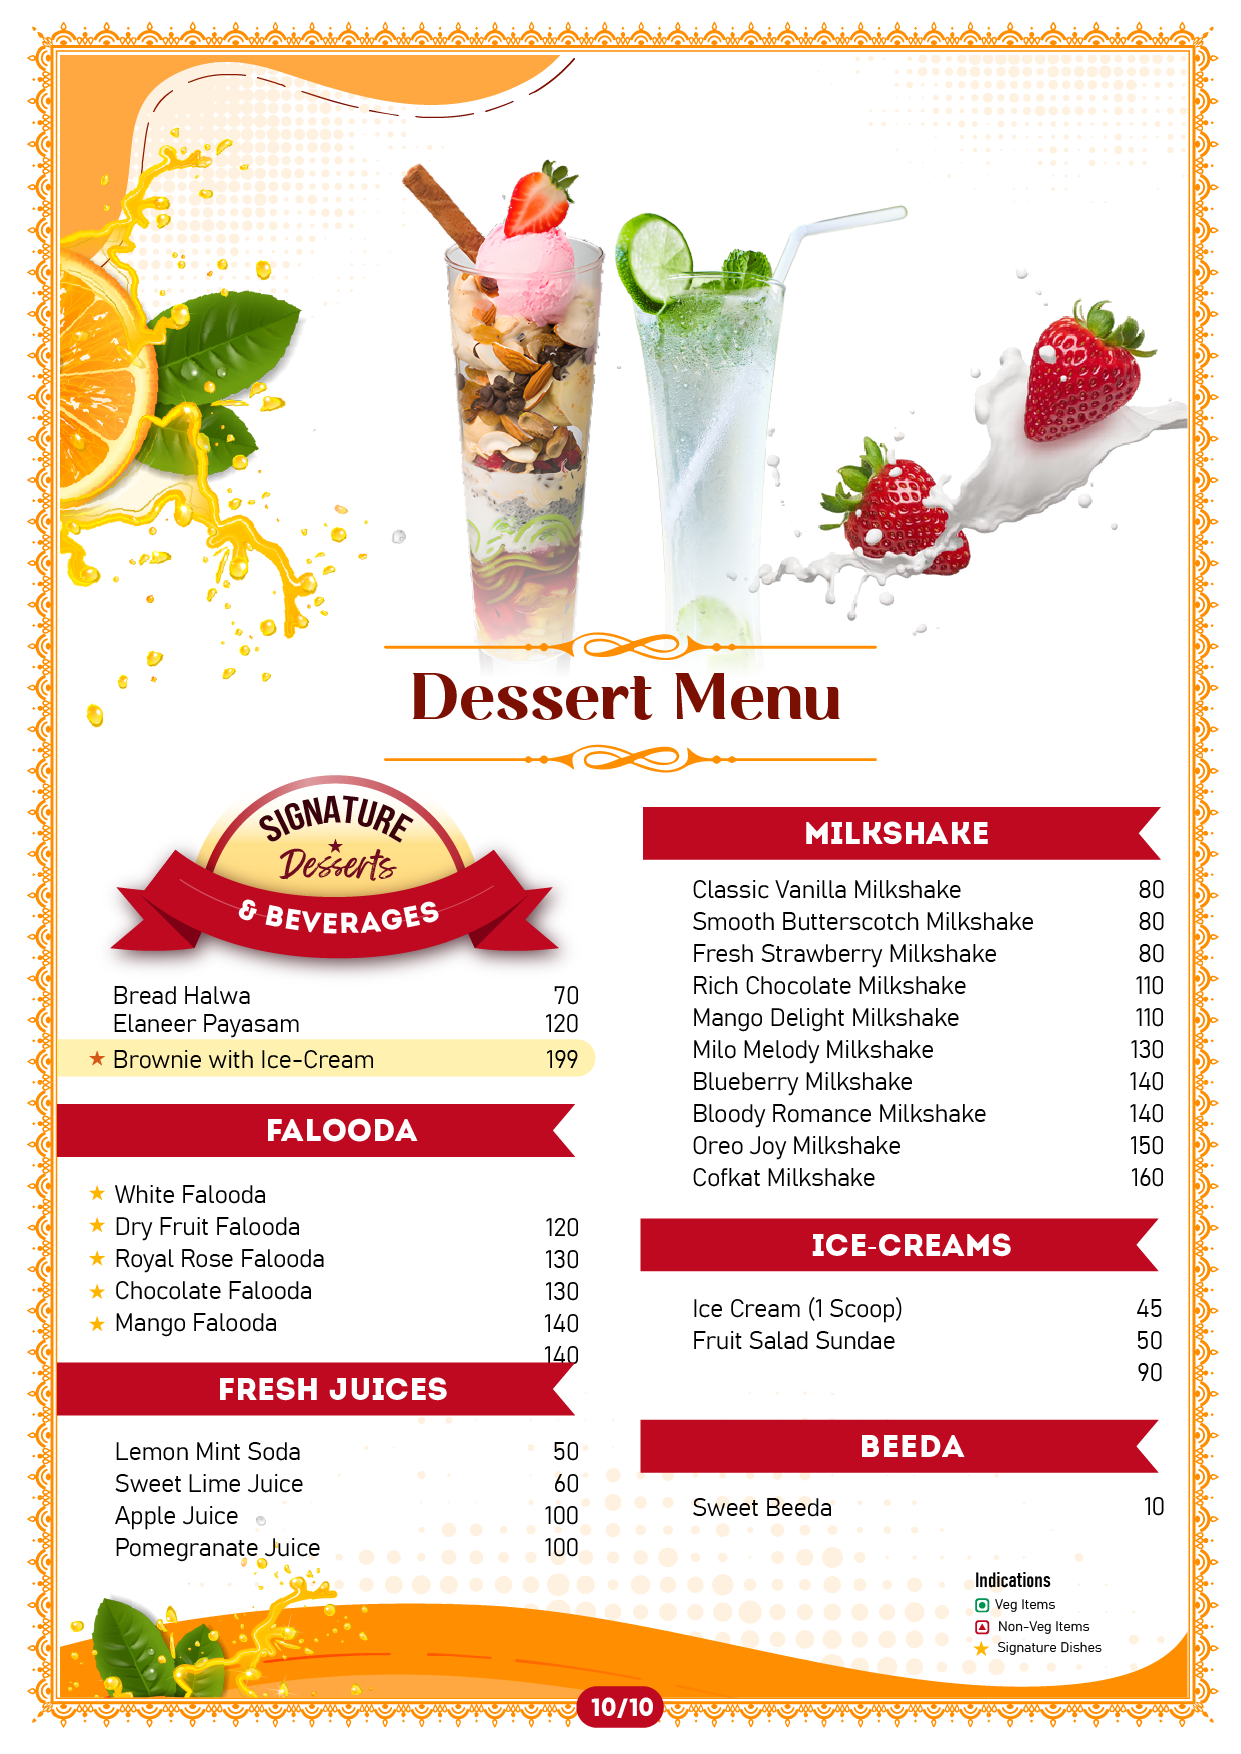 Dessert Menu
SIGNATURE
Desserts
& BEVERAGES
Bread Halwa 70
Elaneer Payasam 120
Brownie with Ice-Cream 199
FALOODA
White Falooda
Dry Fruit Falooda 120
Royal Rose Falooda 130
Chocolate Falooda 130
Mango Falooda 140
140
FRESH JUICES
Lemon Mint Soda 50
Sweet Lime Juice 60
Apple Juice 100
Pomegranate Juice 100
MILKSHAKE
Classic Vanilla Milkshake 80
Smooth Butterscotch Milkshake 80
Fresh Strawberry Milkshake 80
Rich Chocolate Milkshake 110
Mango Delight Milkshake 110
Milo Melody Milkshake 130
Blueberry Milkshake 140
Bloody Romance Milkshake 140
Oreo Joy Milkshake 150
Cofkat Milkshake 160
ICE-CREAMS
Ice Cream (1 Scoop) 45
Fruit Salad Sundae 50
90
BEEDA
Sweet Beeda 10
Indications
Veg Items
Non-Veg Items
Signature Dishes
10/10